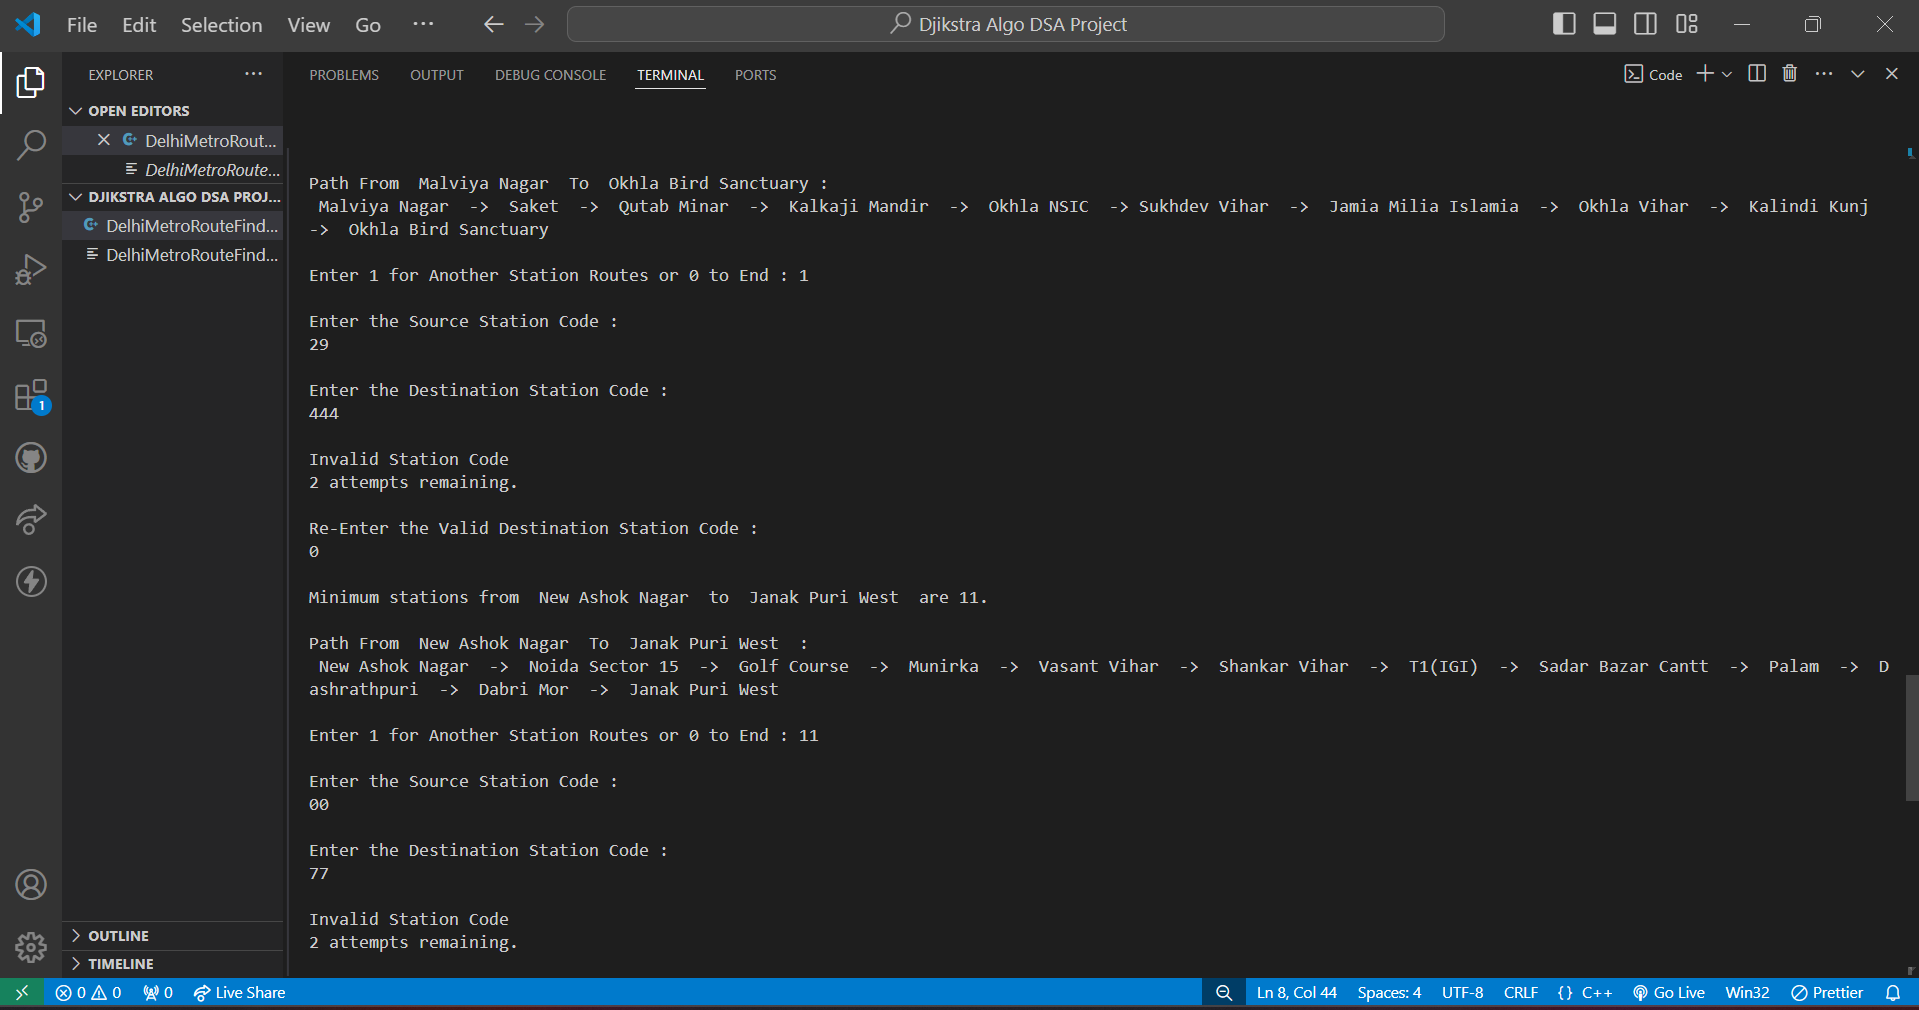 File Edit Selection View Go ···
Djikstra Algo DSA Project
EXPLORER ···
PROBLEMS OUTPUT DEBUG CONSOLE TERMINAL PORTS
Code
OPEN EDITORS
DelhiMetroRout...
DelhiMetroRoute...
DJIKSTRA ALGO DSA PROJ...
DelhiMetroRouteFind...
DelhiMetroRouteFind...
Path From  Malviya Nagar  To  Okhla Bird Sanctuary :
Malviya Nagar  ->  Saket  ->  Qutab Minar  ->  Kalkaji Mandir  ->  Okhla NSIC  -> Sukhdev Vihar  ->  Jamia Milia Islamia  ->  Okhla Vihar  ->  Kalindi Kunj
->  Okhla Bird Sanctuary
Enter 1 for Another Station Routes or 0 to End : 1
Enter the Source Station Code :
29
Enter the Destination Station Code :
444
Invalid Station Code
2 attempts remaining.
Re-Enter the Valid Destination Station Code :
0
Minimum stations from  New Ashok Nagar  to  Janak Puri West  are 11.
Path From  New Ashok Nagar  To  Janak Puri West  :
New Ashok Nagar  ->  Noida Sector 15  ->  Golf Course  ->  Munirka  ->  Vasant Vihar  ->  Shankar Vihar  ->  T1(IGI)  ->  Sadar Bazar Cantt  ->  Palam  ->  D
ashrathpuri  ->  Dabri Mor  ->  Janak Puri West
Enter 1 for Another Station Routes or 0 to End : 11
Enter the Source Station Code :
00
Enter the Destination Station Code :
77
Invalid Station Code
2 attempts remaining.
1
OUTLINE
TIMELINE
0 0 0 Live Share Ln 8, Col 44 Spaces: 4 UTF-8 CRLF {} C++ Go Live Win32 Prettier